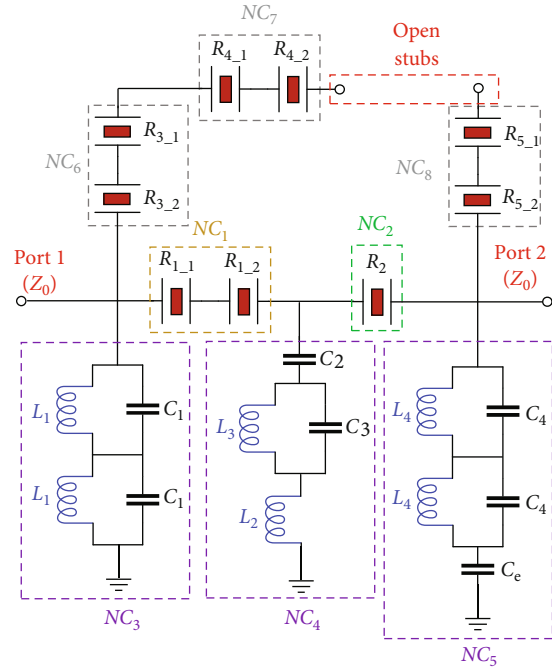 NC₇
Open
stubs
R₄_₁ R₄_₂
NC₆
R₃_₁
R₃_₂
R₅_₁
R₅_₂
NC₈
NC₁
NC₂
Port 1
(Z₀)
R₁_₁ R₁_₂
R₂
Port 2
(Z₀)
L₁ C₁
L₁ C₁
C₂
L₃ C₃
L₂
L₄ C₄
L₄ C₄
Cₑ
NC₃
NC₄
NC₅